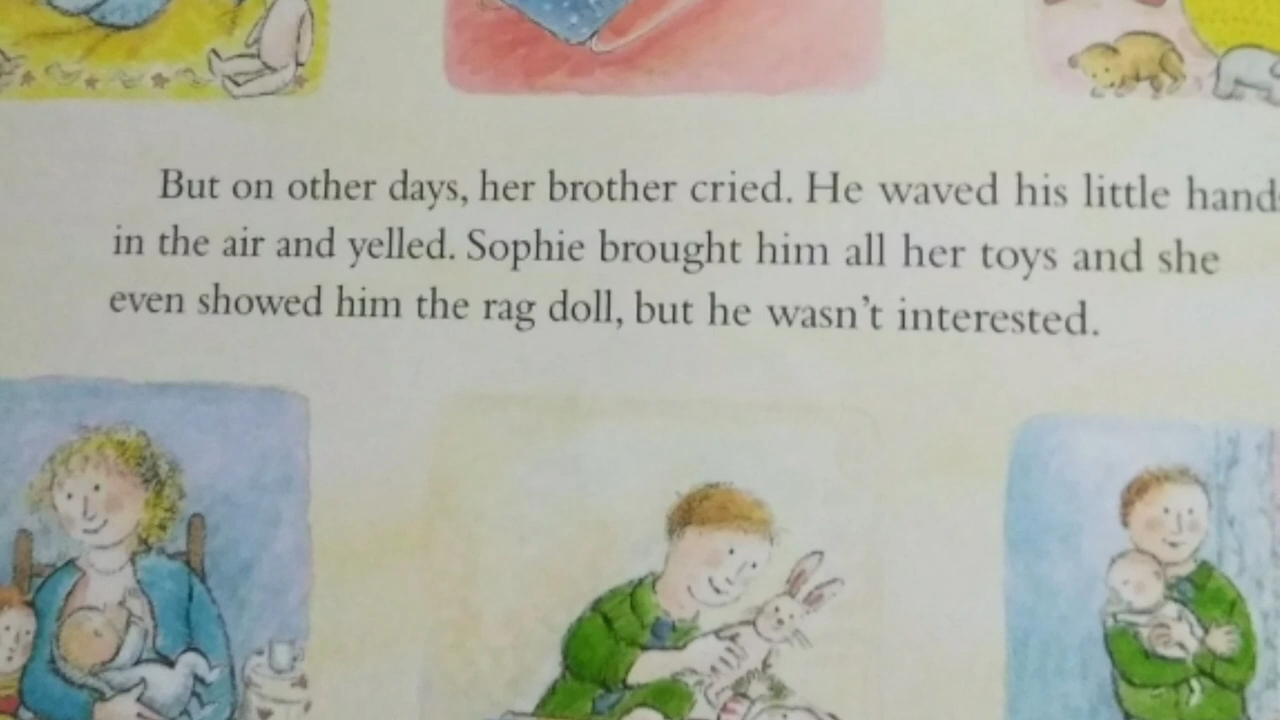 But on other days, her brother cried. He waved his little hand
in the air and yelled. Sophie brought him all her toys and she
even showed him the rag doll, but he wasn't interested.